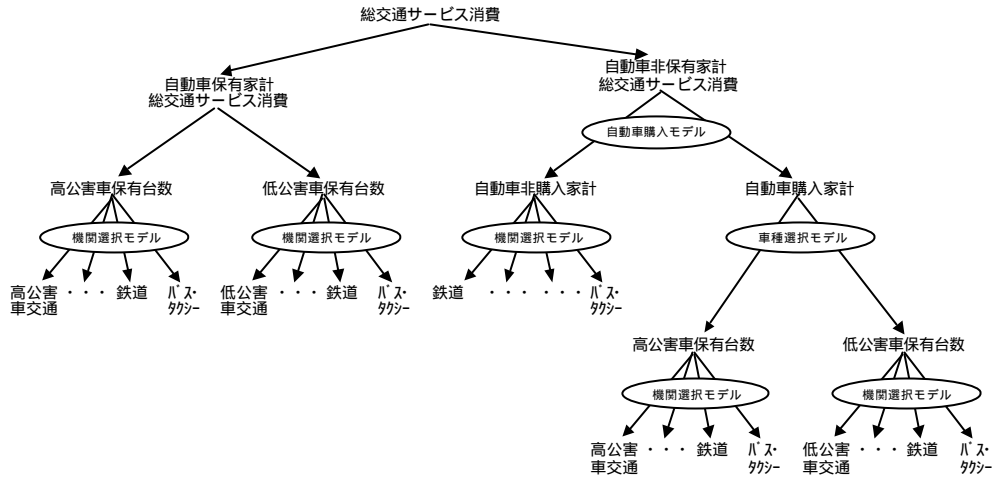 総交通サービス消費
自動車保有家計
総交通サービス消費
自動車非保有家計
総交通サービス消費
自動車購入モデル
高公害車保有台数
低公害車保有台数
自動車非購入家計
自動車購入家計
機関選択モデル
機関選択モデル
機関選択モデル
車種選択モデル
高公害
車交通
・・・
鉄道
バス・
タクシー
低公害
車交通
・・・
鉄道
バス・
タクシー
鉄道
・・・
・・・
バス・
タクシー
高公害車保有台数
低公害車保有台数
機関選択モデル
機関選択モデル
高公害
車交通
・・・
鉄道
バス・
タクシー
低公害
車交通
・・・
鉄道
バス・
タクシー